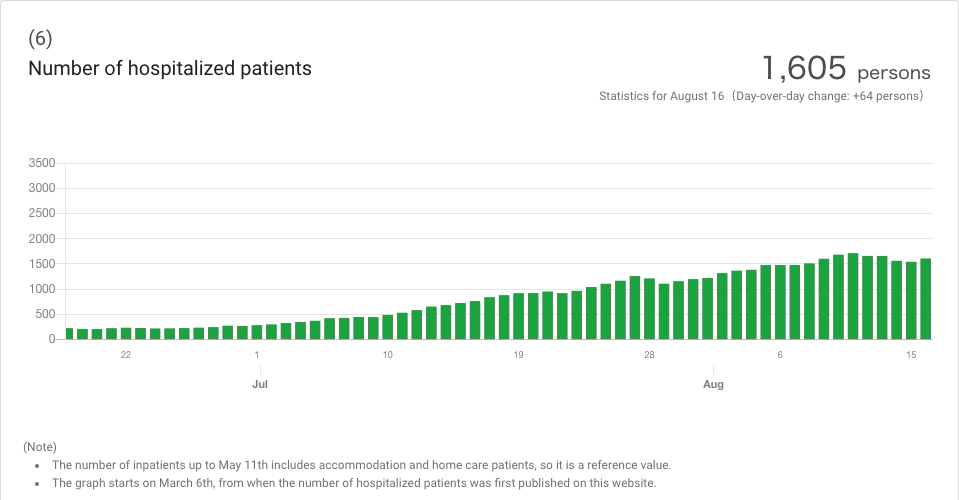 (6)
Number of hospitalized patients
1,605 persons
Statistics for August 16（Day-over-day change: +64 persons）
3500
3000
2500
2000
1500
1000
500
0
22 1 10 19 28 6 15
Jul Aug
(Note)
• The number of inpatients up to May 11th includes accommodation and home care patients, so it is a reference value.
• The graph starts on March 6th, from when the number of hospitalized patients was first published on this website.